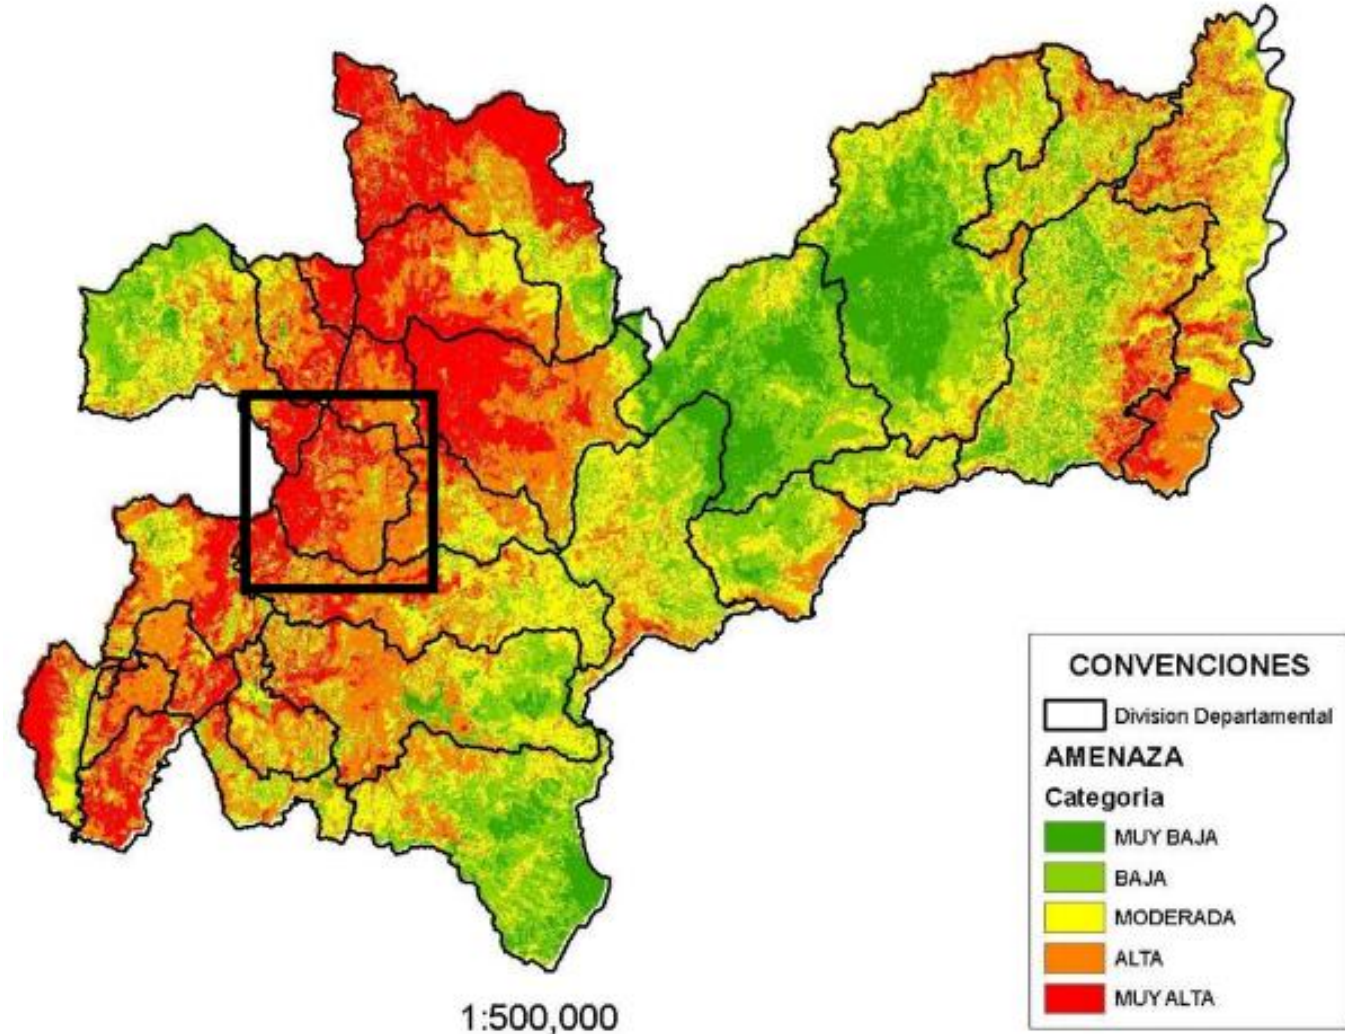 CONVENCIONES
Division Departamental
AMENAZA
Categoria
MUY BAJA
BAJA
MODERADA
ALTA
MUY ALTA
1:500,000